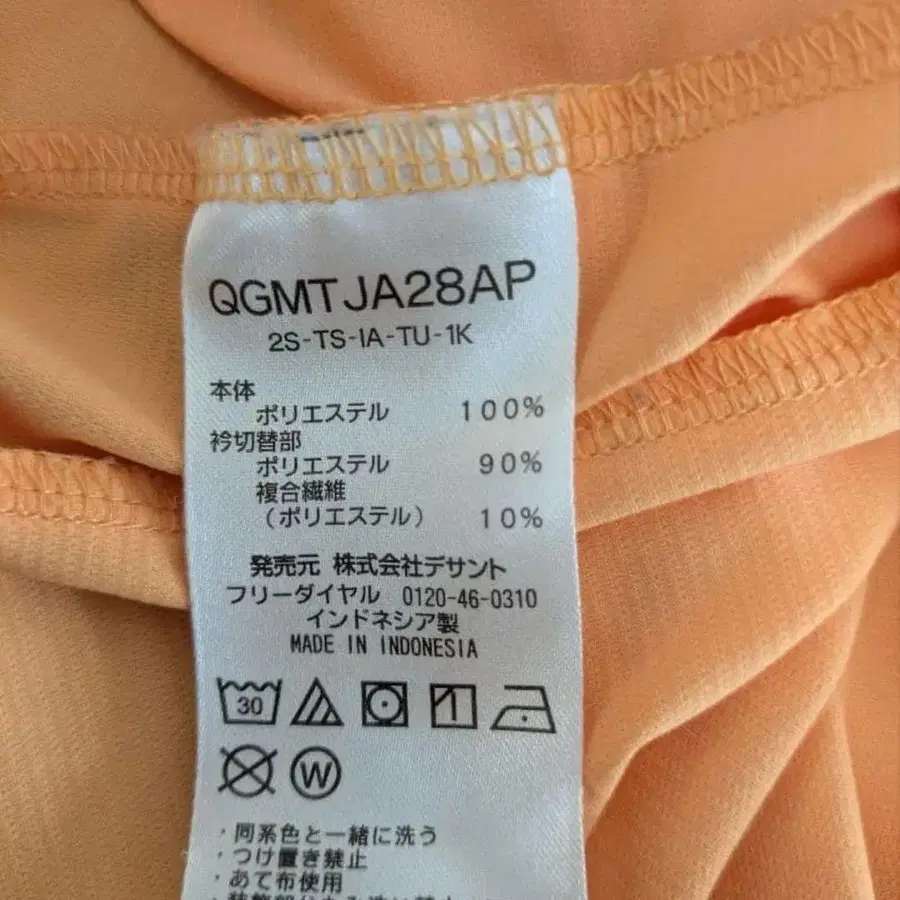 QGMTJA28AP
2S-TS-IA-TU-1K
本体
ポリエステル 100%
衿切替部
ポリエステル 90%
複合繊維
(ポリエステル) 10%
発売元 株式会社デサント
フリーダイヤル 0120-46-0310
インドネシア製
MADE IN INDONESIA
30
W
・同系色と一緒に洗う
・つけ置き禁止
・あて布使用